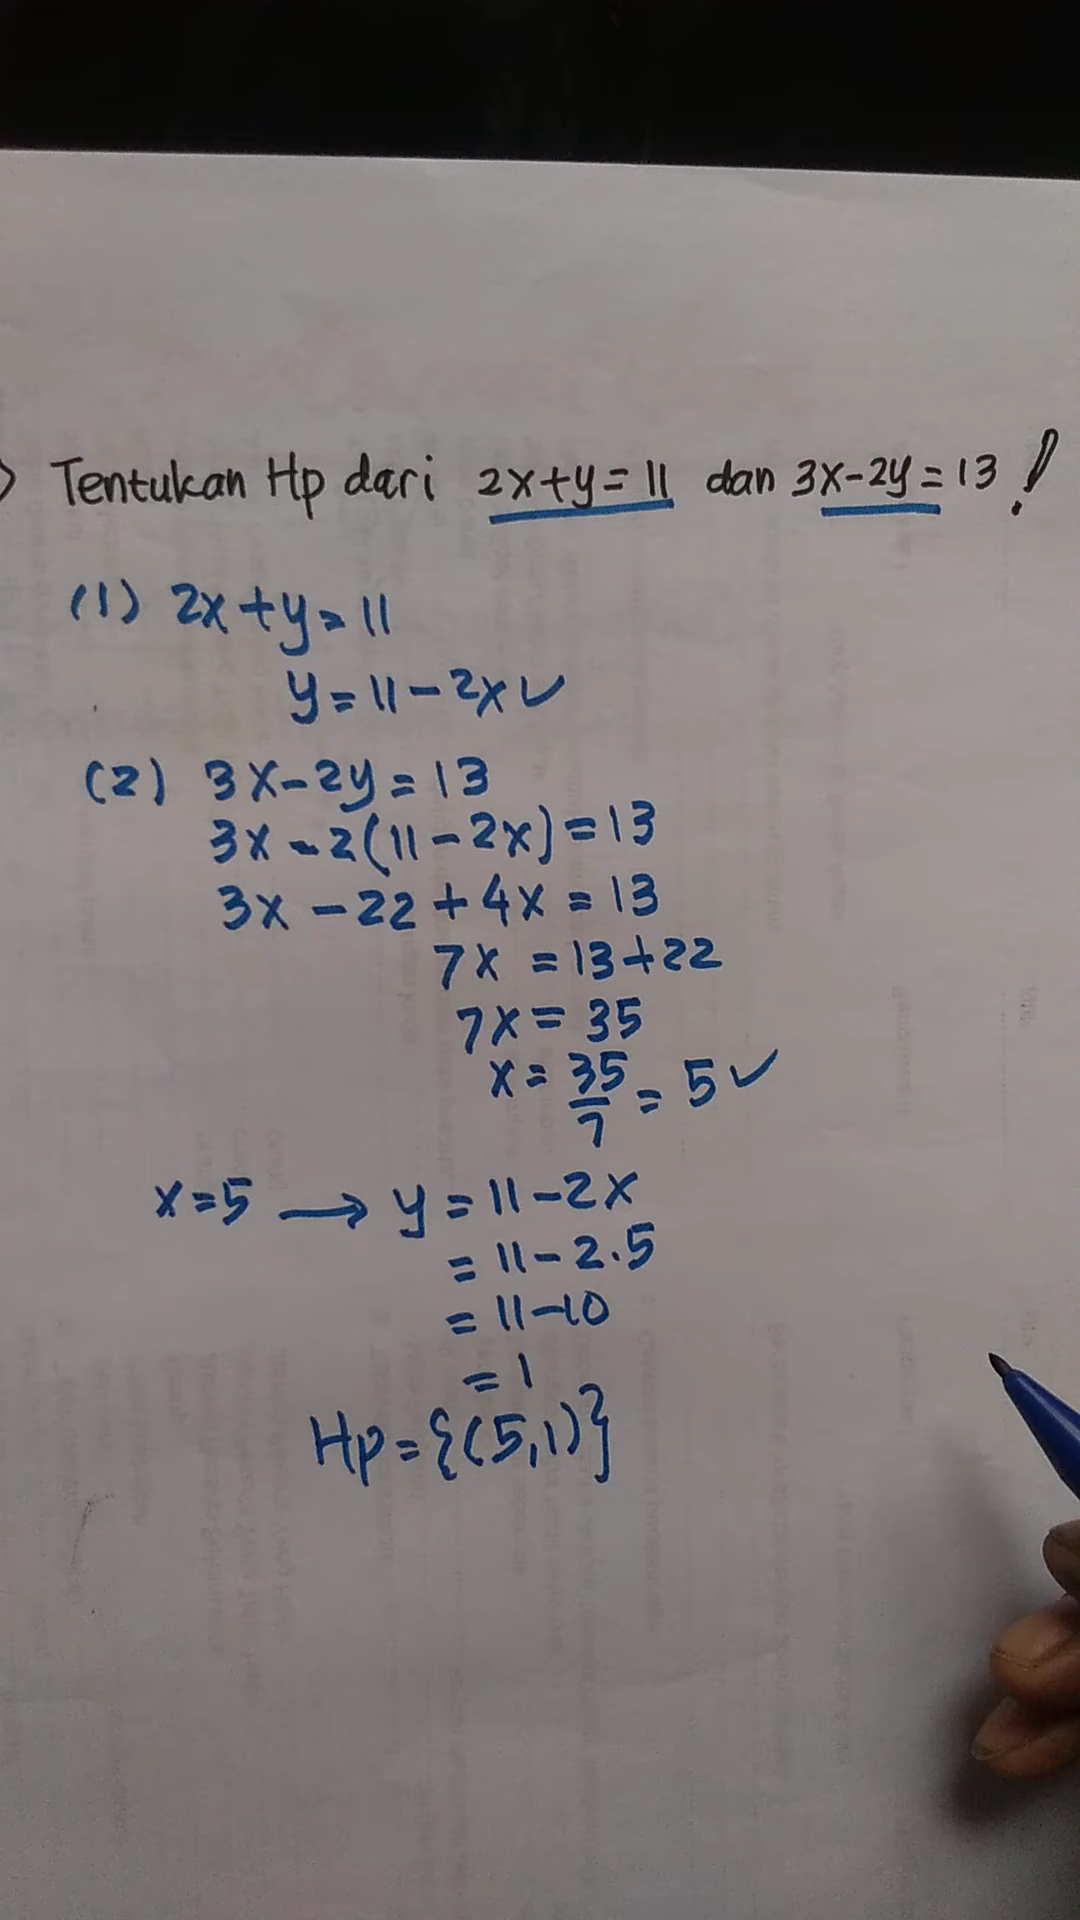 Tentukan Hp dari 2x+y=11 dan 3x-2y=13!
(1) 2x+y=11
y=11-2x✓
(2) 3x-2y=13
3x-2(11-2x)=13
3x-22+4x=13
7x=13+22
7x=35
x=35/7=5✓
x=5 → y=11-2x
=11-2.5
=11-10
=1
Hp={(5,1)}